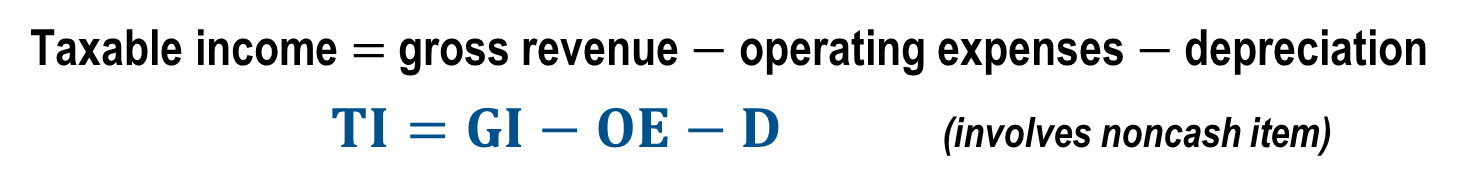 Taxable income = gross revenue − operating expenses − depreciation
TI = GI − OE − D (involves noncash item)